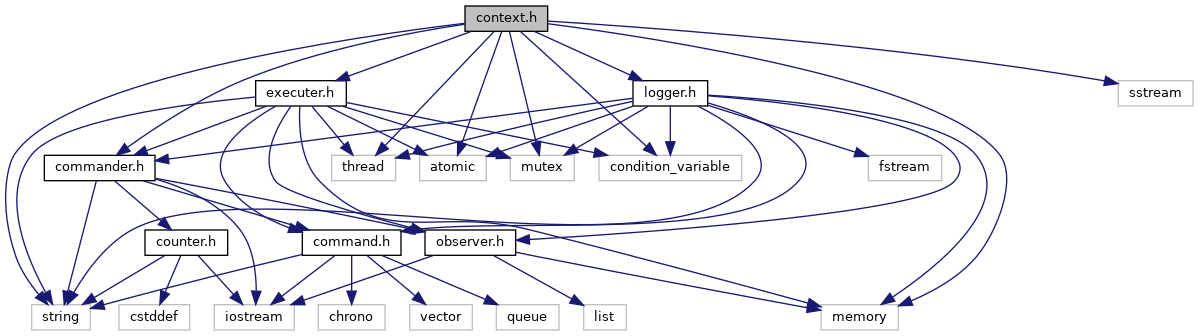 context.h
executer.h
logger.h
sstream
commander.h
thread
atomic
mutex
condition_variable
fstream
counter.h
command.h
observer.h
string
cstddef
iostream
chrono
vector
queue
list
memory